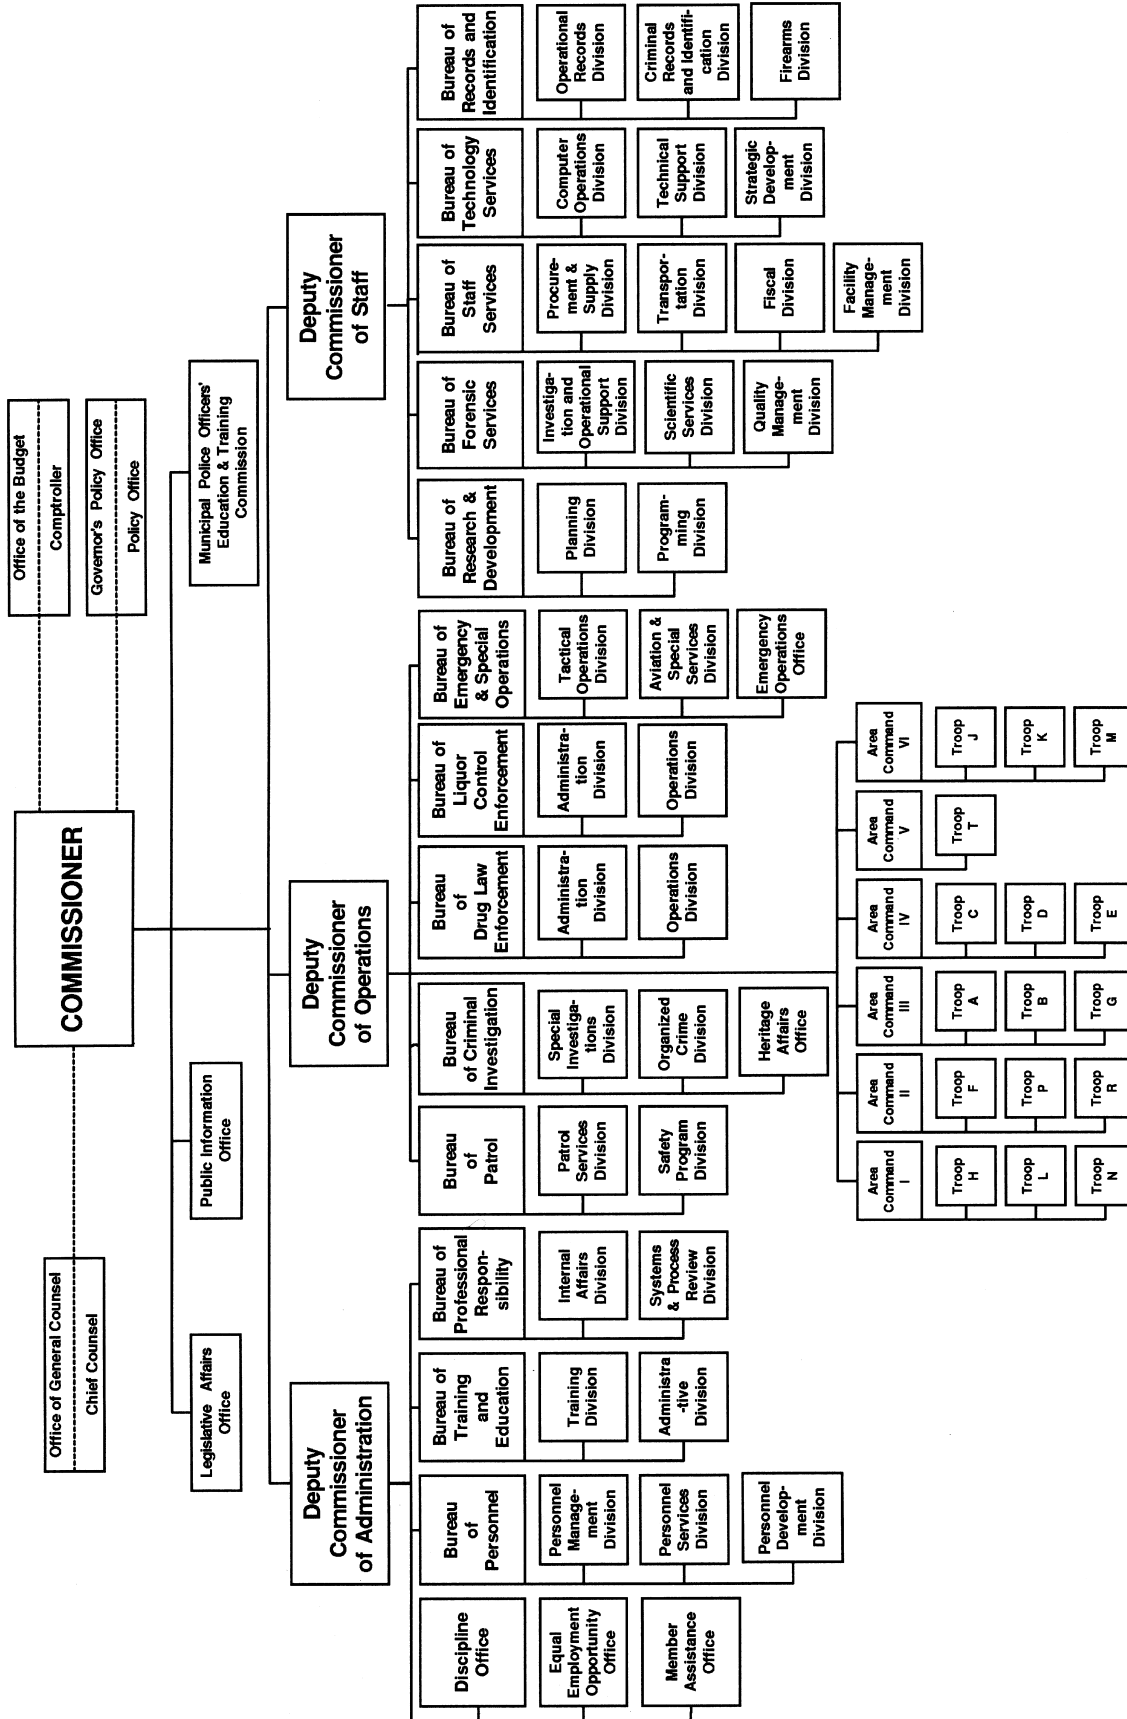 COMMISSIONER
Office of General Counsel
Chief Counsel
Office of the Budget
Comptroller
Governor's Policy Office
Policy Office
Legislative Affairs
Office
Public Information
Office
Municipal Police Officers'
Education & Training
Commission
Deputy
Commissioner
of Administration
Deputy
Commissioner
of Operations
Deputy
Commissioner
of Staff
Discipline
Office
Equal
Employment
Opportunity
Office
Member
Assistance
Office
Bureau
of
Personnel
Personnel
Manage-
ment
Division
Personnel
Services
Division
Personnel
Develop-
ment
Division
Bureau of
Training
and
Education
Training
Division
Administra
-tive
Division
Bureau of
Professional
Respon-
sibility
Internal
Affairs
Division
Systems
& Process
Review
Division
Bureau
of
Patrol
Patrol
Services
Division
Safety
Program
Division
Bureau
of Criminal
Investigation
Special
Investiga-
tions
Division
Organized
Crime
Division
Heritage
Affairs
Office
Bureau
of
Drug Law
Enforcement
Administra-
tion
Division
Operations
Division
Bureau of
Liquor
Control
Enforcement
Administra-
tion
Division
Operations
Division
Bureau of
Emergency
& Special
Operations
Tactical
Operations
Division
Aviation &
Special
Services
Division
Emergency
Operations
Office
Bureau of
Research &
Development
Planning
Division
Program-
ming
Division
Bureau of
Forensic
Services
Investiga-
tion and
Operational
Support
Division
Scientific
Services
Division
Quality
Manage-
ment
Division
Bureau of
Staff
Services
Procure-
ment &
Supply
Division
Transpor-
tation
Division
Fiscal
Division
Facility
Manage-
ment
Division
Bureau of
Technology
Services
Computer
Operations
Division
Technical
Support
Division
Strategic
Develop-
ment
Division
Bureau of
Records and
Identification
Operational
Records
Division
Criminal
Records
and Identifi-
cation
Division
Firearms
Division
Area
Command
I
Troop
H
Troop
L
Troop
N
Area
Command
II
Troop
F
Troop
P
Troop
R
Area
Command
III
Troop
A
Troop
B
Troop
G
Area
Command
IV
Troop
C
Troop
D
Troop
E
Area
Command
V
Troop
T
Area
Command
VI
Troop
J
Troop
K
Troop
M